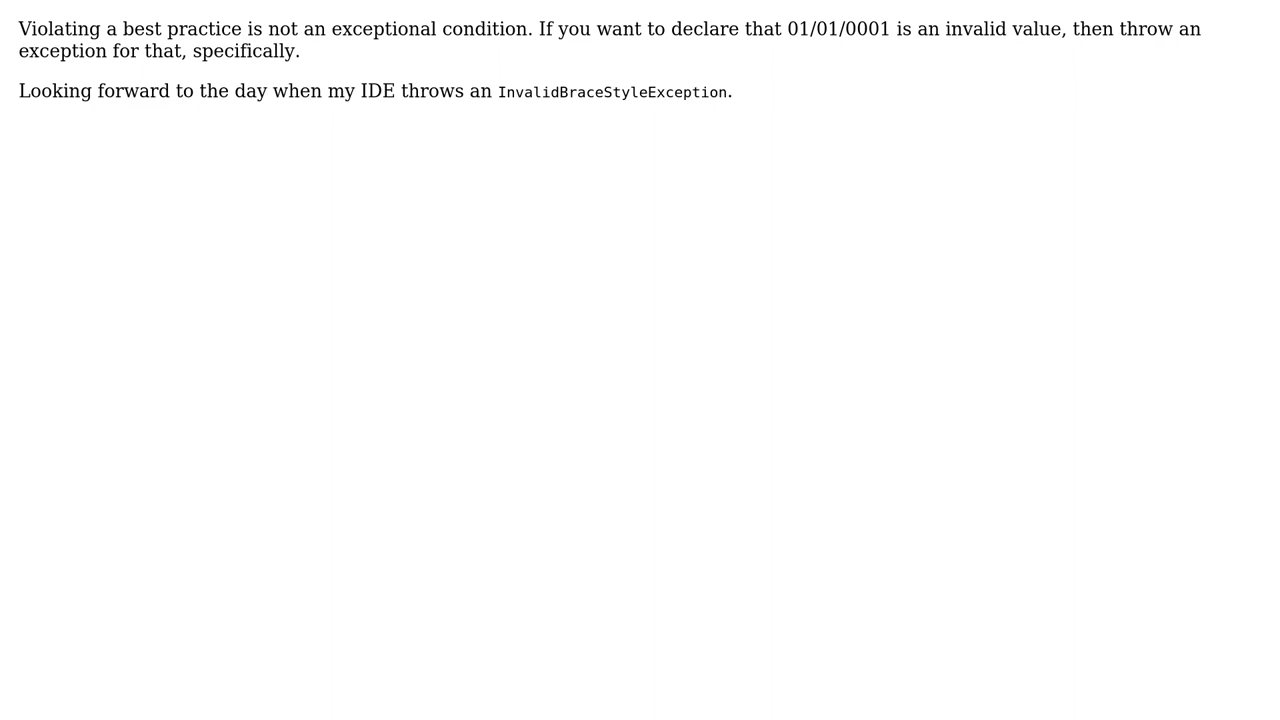 Violating a best practice is not an exceptional condition. If you want to declare that 01/01/0001 is an invalid value, then throw an
exception for that, specifically.
Looking forward to the day when my IDE throws an InvalidBraceStyleException.